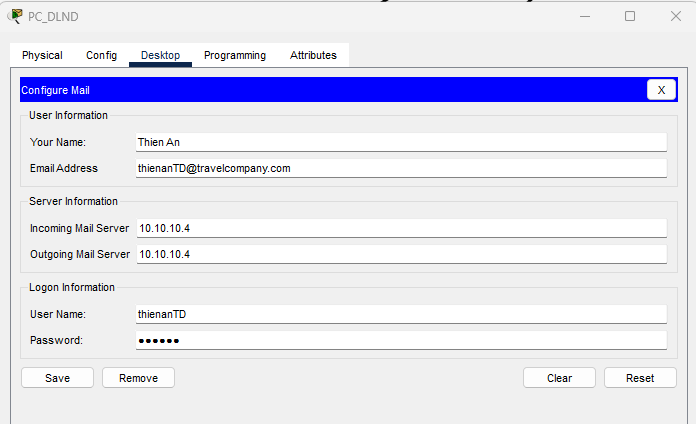 PC_DLND
Physical Config Desktop Programming Attributes
Configure Mail X
User Information
Your Name: Thien An
Email Address thienanTD@travelcompany.com
Server Information
Incoming Mail Server 10.10.10.4
Outgoing Mail Server 10.10.10.4
Logon Information
User Name: thienanTD
Password: ●●●●●●
Save Remove Clear Reset